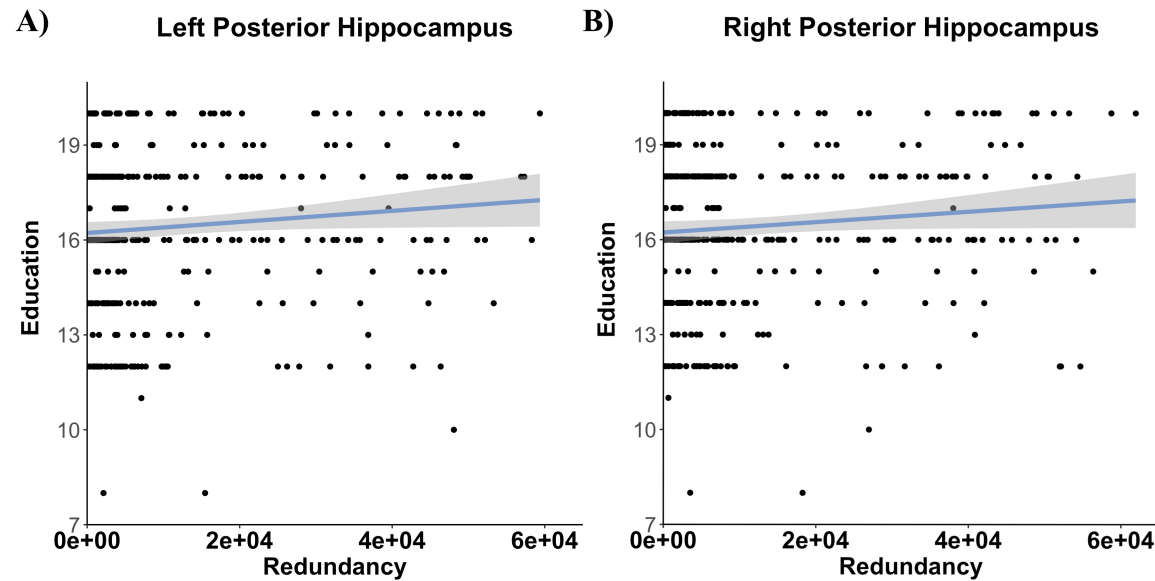 A) Left Posterior Hippocampus
Education
19
16
13
10
7
0e+00 2e+04 4e+04 6e+04
Redundancy
B) Right Posterior Hippocampus
Education
19
16
13
10
7
0e+00 2e+04 4e+04 6e+04
Redundancy